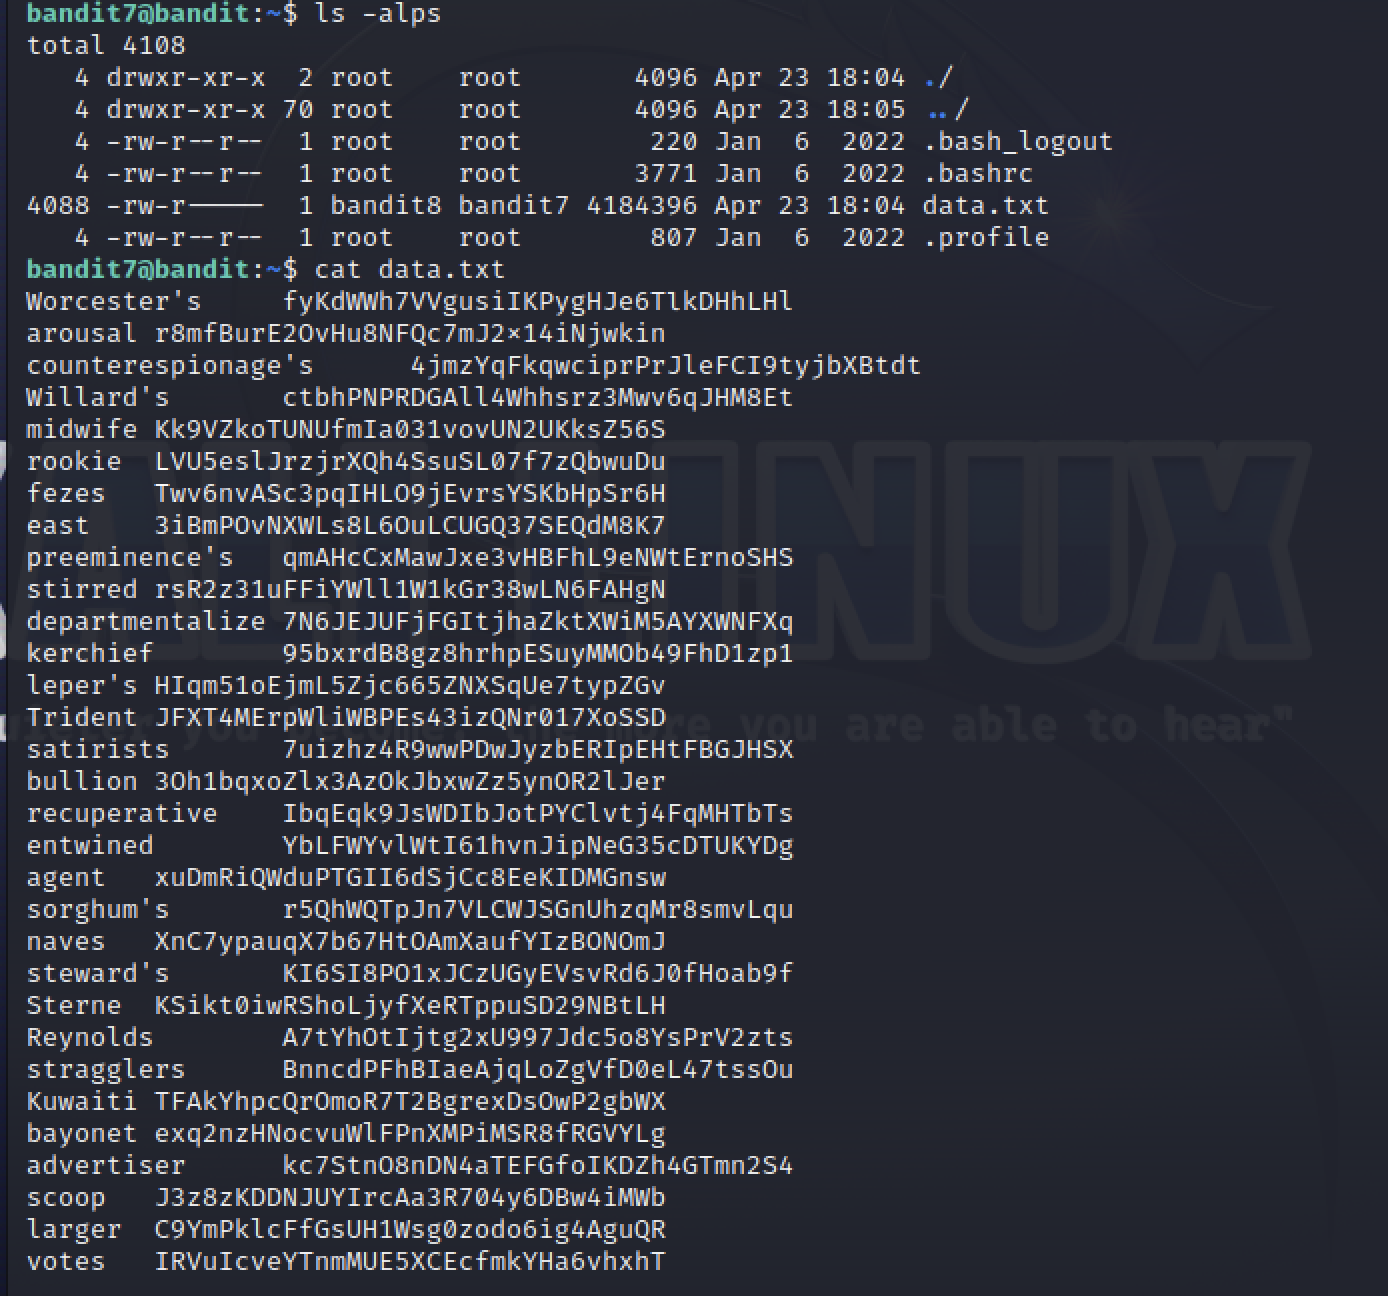 bandit7@bandit:~$ ls -alps
total 4108
   4 drwxr-xr-x  2 root    root       4096 Apr 23 18:04 ./
   4 drwxr-xr-x 70 root    root       4096 Apr 23 18:05 ../
   4 -rw-r--r--  1 root    root        220 Jan  6  2022 .bash_logout
   4 -rw-r--r--  1 root    root       3771 Jan  6  2022 .bashrc
4088 -rw-r-----  1 bandit8 bandit7 4184396 Apr 23 18:04 data.txt
   4 -rw-r--r--  1 root    root        807 Jan  6  2022 .profile
bandit7@bandit:~$ cat data.txt
Worcester's     fyKdWWh7VVgusiIKPygHJe6TlkDHhLHl
arousal r8mfBurE2OvHu8NFQc7mJ2×14iNjwkin
counterespionage's      4jmzYqFkqwciprPrJleFCI9tyjbXBtdt
Willard's       ctbhPNPRDGAll4Whhsrz3Mwv6qJHM8Et
midwife Kk9VZkoTUNUfmIa031vovUN2UKksZ56S
rookie  LVU5eslJrzjrXQh4SsuSL07f7zQbwuDu
fezes   Twv6nvASc3pqIHLO9jEvrsYSKbHpSr6H
east    3iBmPOvNXWLs8L6OuLCUGQ37SEQdM8K7
preeminence's   qmAHcCxMawJxe3vHBFhL9eNWtErnoSHS
stirred rsR2z31uFFiYWll1W1kGr38wLN6FAHgN
departmentalize 7N6JEJUFjFGItjhaZktXWiM5AYXWNFXq
kerchief        95bxrdB8gz8hrhpESuyMMOb49FhD1zp1
leper's HIqm51oEjmL5Zjc665ZNXSqUe7typZGv
Trident JFXT4MErpWliWBPEs43izQNr017XoSSD
satirists       7uizhz4R9wwPDwJyzbERIpEHtFBGJHSX
bullion 3Oh1bqxoZlx3AzOkJbxwZz5ynOR2lJer
recuperative    IbqEqk9JsWDIbJotPYClvtj4FqMHTbTs
entwined        YbLFWYvlWtI61hvnJipNeG35cDTUKYDg
agent   xuDmRiQWduPTGII6dSjCc8EeKIDMGnsw
sorghum's       r5QhWQTpJn7VLCWJSGnUhzqMr8smvLqu
naves   XnC7ypauqX7b67HtOAmXaufYIzBONOmJ
steward's       KI6SI8PO1xJCzUGyEVsvRd6J0fHoab9f
Sterne  KSikt0iwRShoLjyfXeRTppuSD29NBtLH
Reynolds        A7tYhOtIjtg2xU997Jdc5o8YsPrV2zts
stragglers      BnncdPFhBIaeAjqLoZgVfD0eL47tssOu
Kuwaiti TFAkYhpcQrOmoR7T2BgrexDsOwP2gbWX
bayonet exq2nzHNocvuWlFPnXMPiMSR8fRGVYLg
advertiser      kc7StnO8nDN4aTEFGfoIKDZh4GTmn2S4
scoop   J3z8zKDDNJUYIrcAa3R704y6DBw4iMWb
larger  C9YmPklcFfGsUH1Wsg0zodo6ig4AguQR
votes   IRVuIcveYTnmMUE5XCEcfmkYHa6vhxhT
you are able to hear"